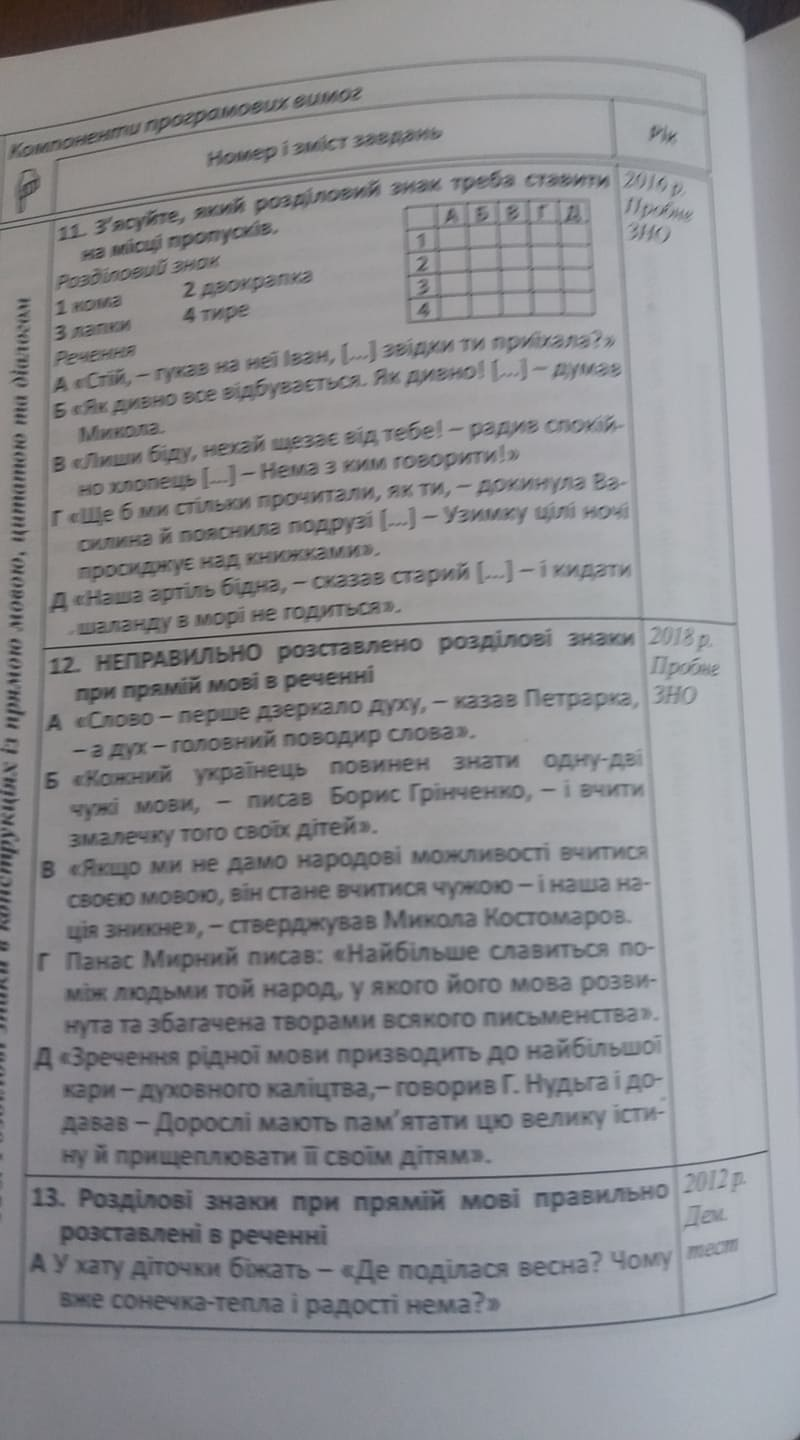 Компоненти програмових вимог
Номер і зміст завдань
Рік
11. З'ясуйте, який розділовий знак треба ставити
на місці пропусків.
2016 р.
Пробне
ЗНО
Розділовий знак
1 кома 2 двокрапка
3 лапки 4 тире
А Б В Г Д
1
2
3
4
Речення
А «Стій, – гукав на неї Іван, [...] звідки ти приїхала?»
Б «Як дивно все відбувається. Як дивно! [...] – думав
Микола.
В «Лиши біду, нехай щезає від тебе! – радив спокій-
но хлопець [...] – Нема з ким говорити!»
Г «Ще б ми стільки прочитали, як ти, – докинула Ва-
силина й пояснила подрузі [...] – Узимку цілі ночі
просиджує над книжками».
Д «Наша артіль бідна, – сказав старий [...] – і кидати
шаланду в морі не годиться».
12. НЕПРАВИЛЬНО розставлено розділові знаки
при прямій мові в реченні
2018 р.
Пробне
ЗНО
А «Слово – перше дзеркало духу, – казав Петрарка,
– а дух – головний поводир слова».
Б «Кожний українець повинен знати одну-дві
чужі мови, – писав Борис Грінченко, – і вчити
змалечку того своїх дітей».
В «Якщо ми не дамо народові можливості вчитися
своєю мовою, він стане вчитися чужою – і наша на-
ція зникне», – стверджував Микола Костомаров.
Г Панас Мирний писав: «Найбільше славиться по-
між людьми той народ, у якого його мова розви-
нута та збагачена творами всякого письменства».
Д «Зречення рідної мови призводить до найбільшої
кари – духовного каліцтва,– говорив Г. Нудьга і до-
давав – Дорослі мають пам'ятати цю велику істи-
ну й прищеплювати її своїм дітям».
13. Розділові знаки при прямій мові правильно
розставлені в реченні
2012 р.
Дем.
тест
А У хату діточки біжать – «Де поділася весна? Чому
вже сонечка-тепла і радості нема?»
знаки в конструкціях із прямою мовою, цитатою та діалогом